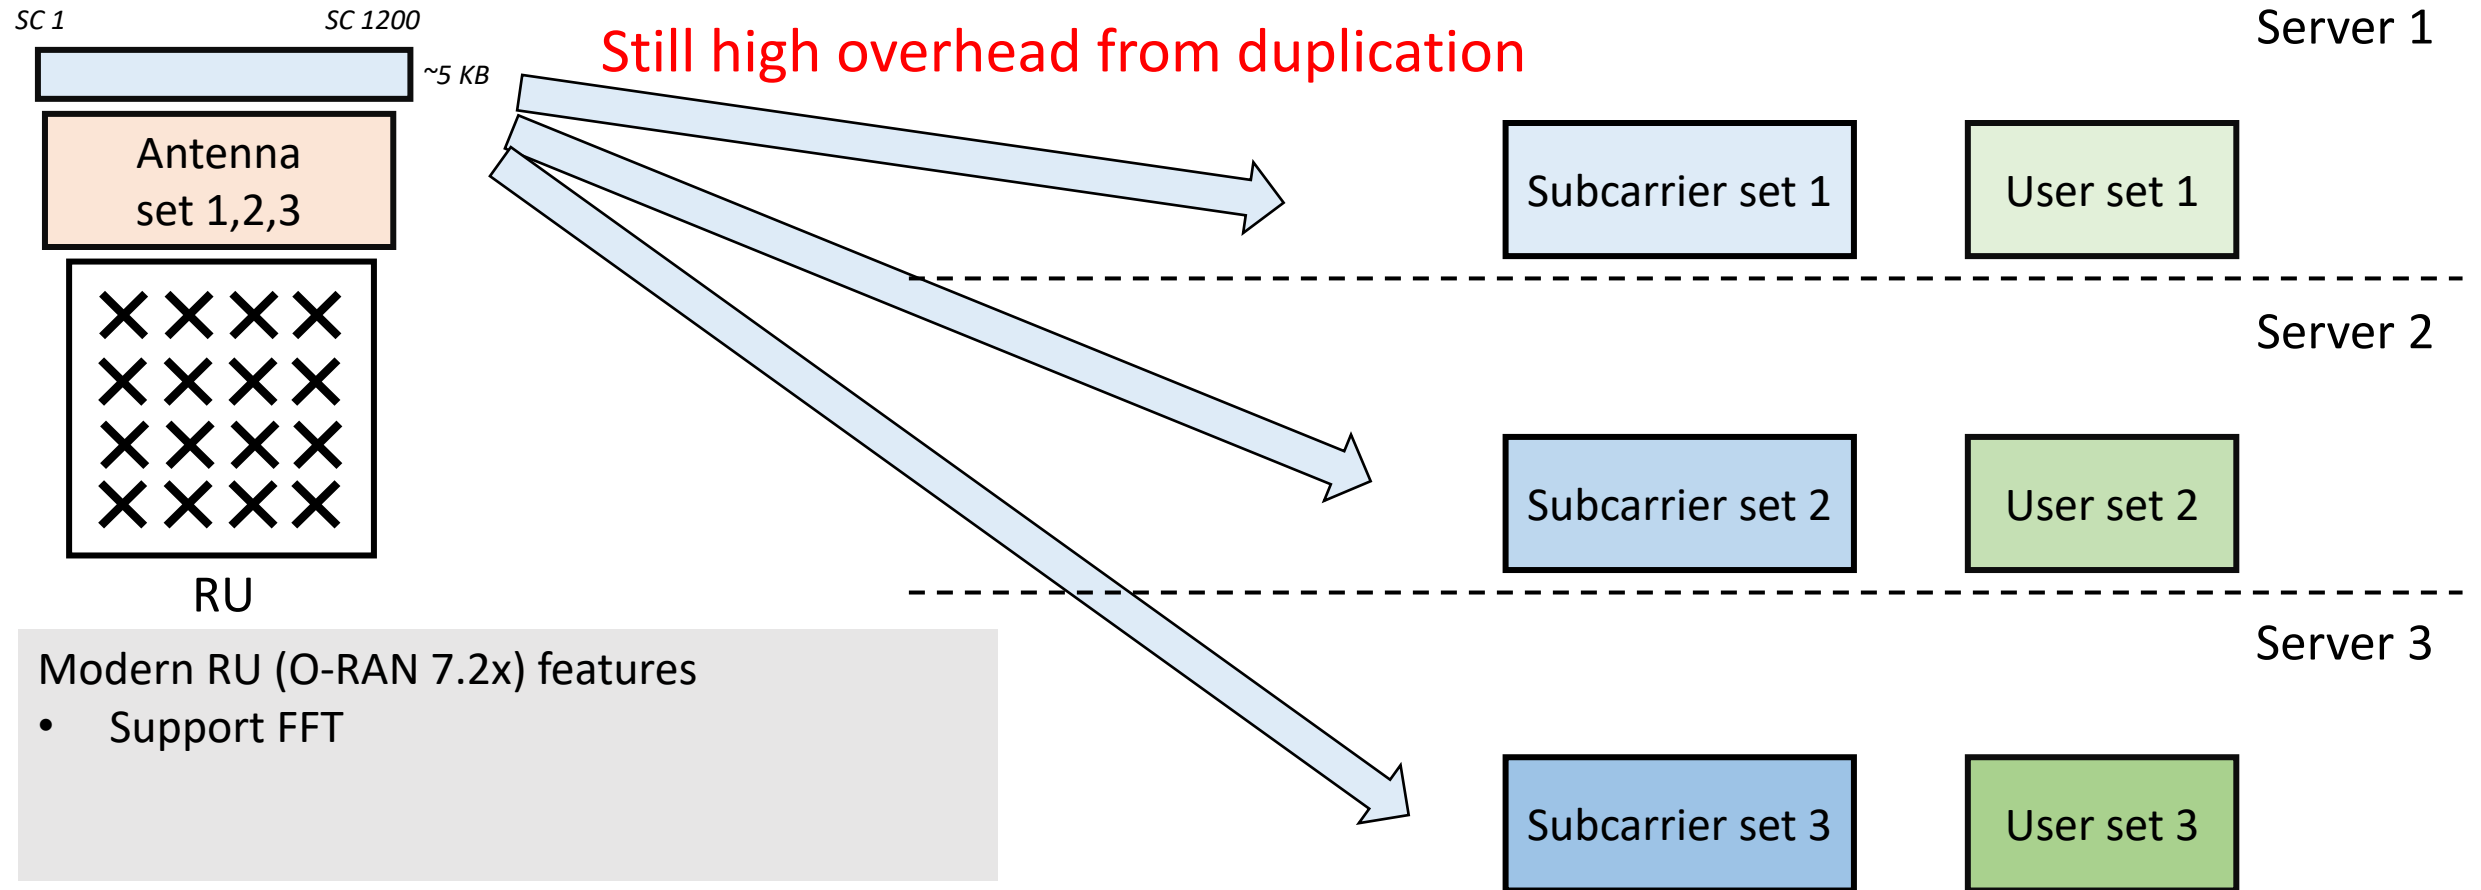 SC 1
SC 1200
~5 KB
Still high overhead from duplication
Server 1
Antenna
set 1,2,3
Subcarrier set 1
User set 1
Server 2
RU
Subcarrier set 2
User set 2
Server 3
Modern RU (O-RAN 7.2x) features
• Support FFT
Subcarrier set 3
User set 3